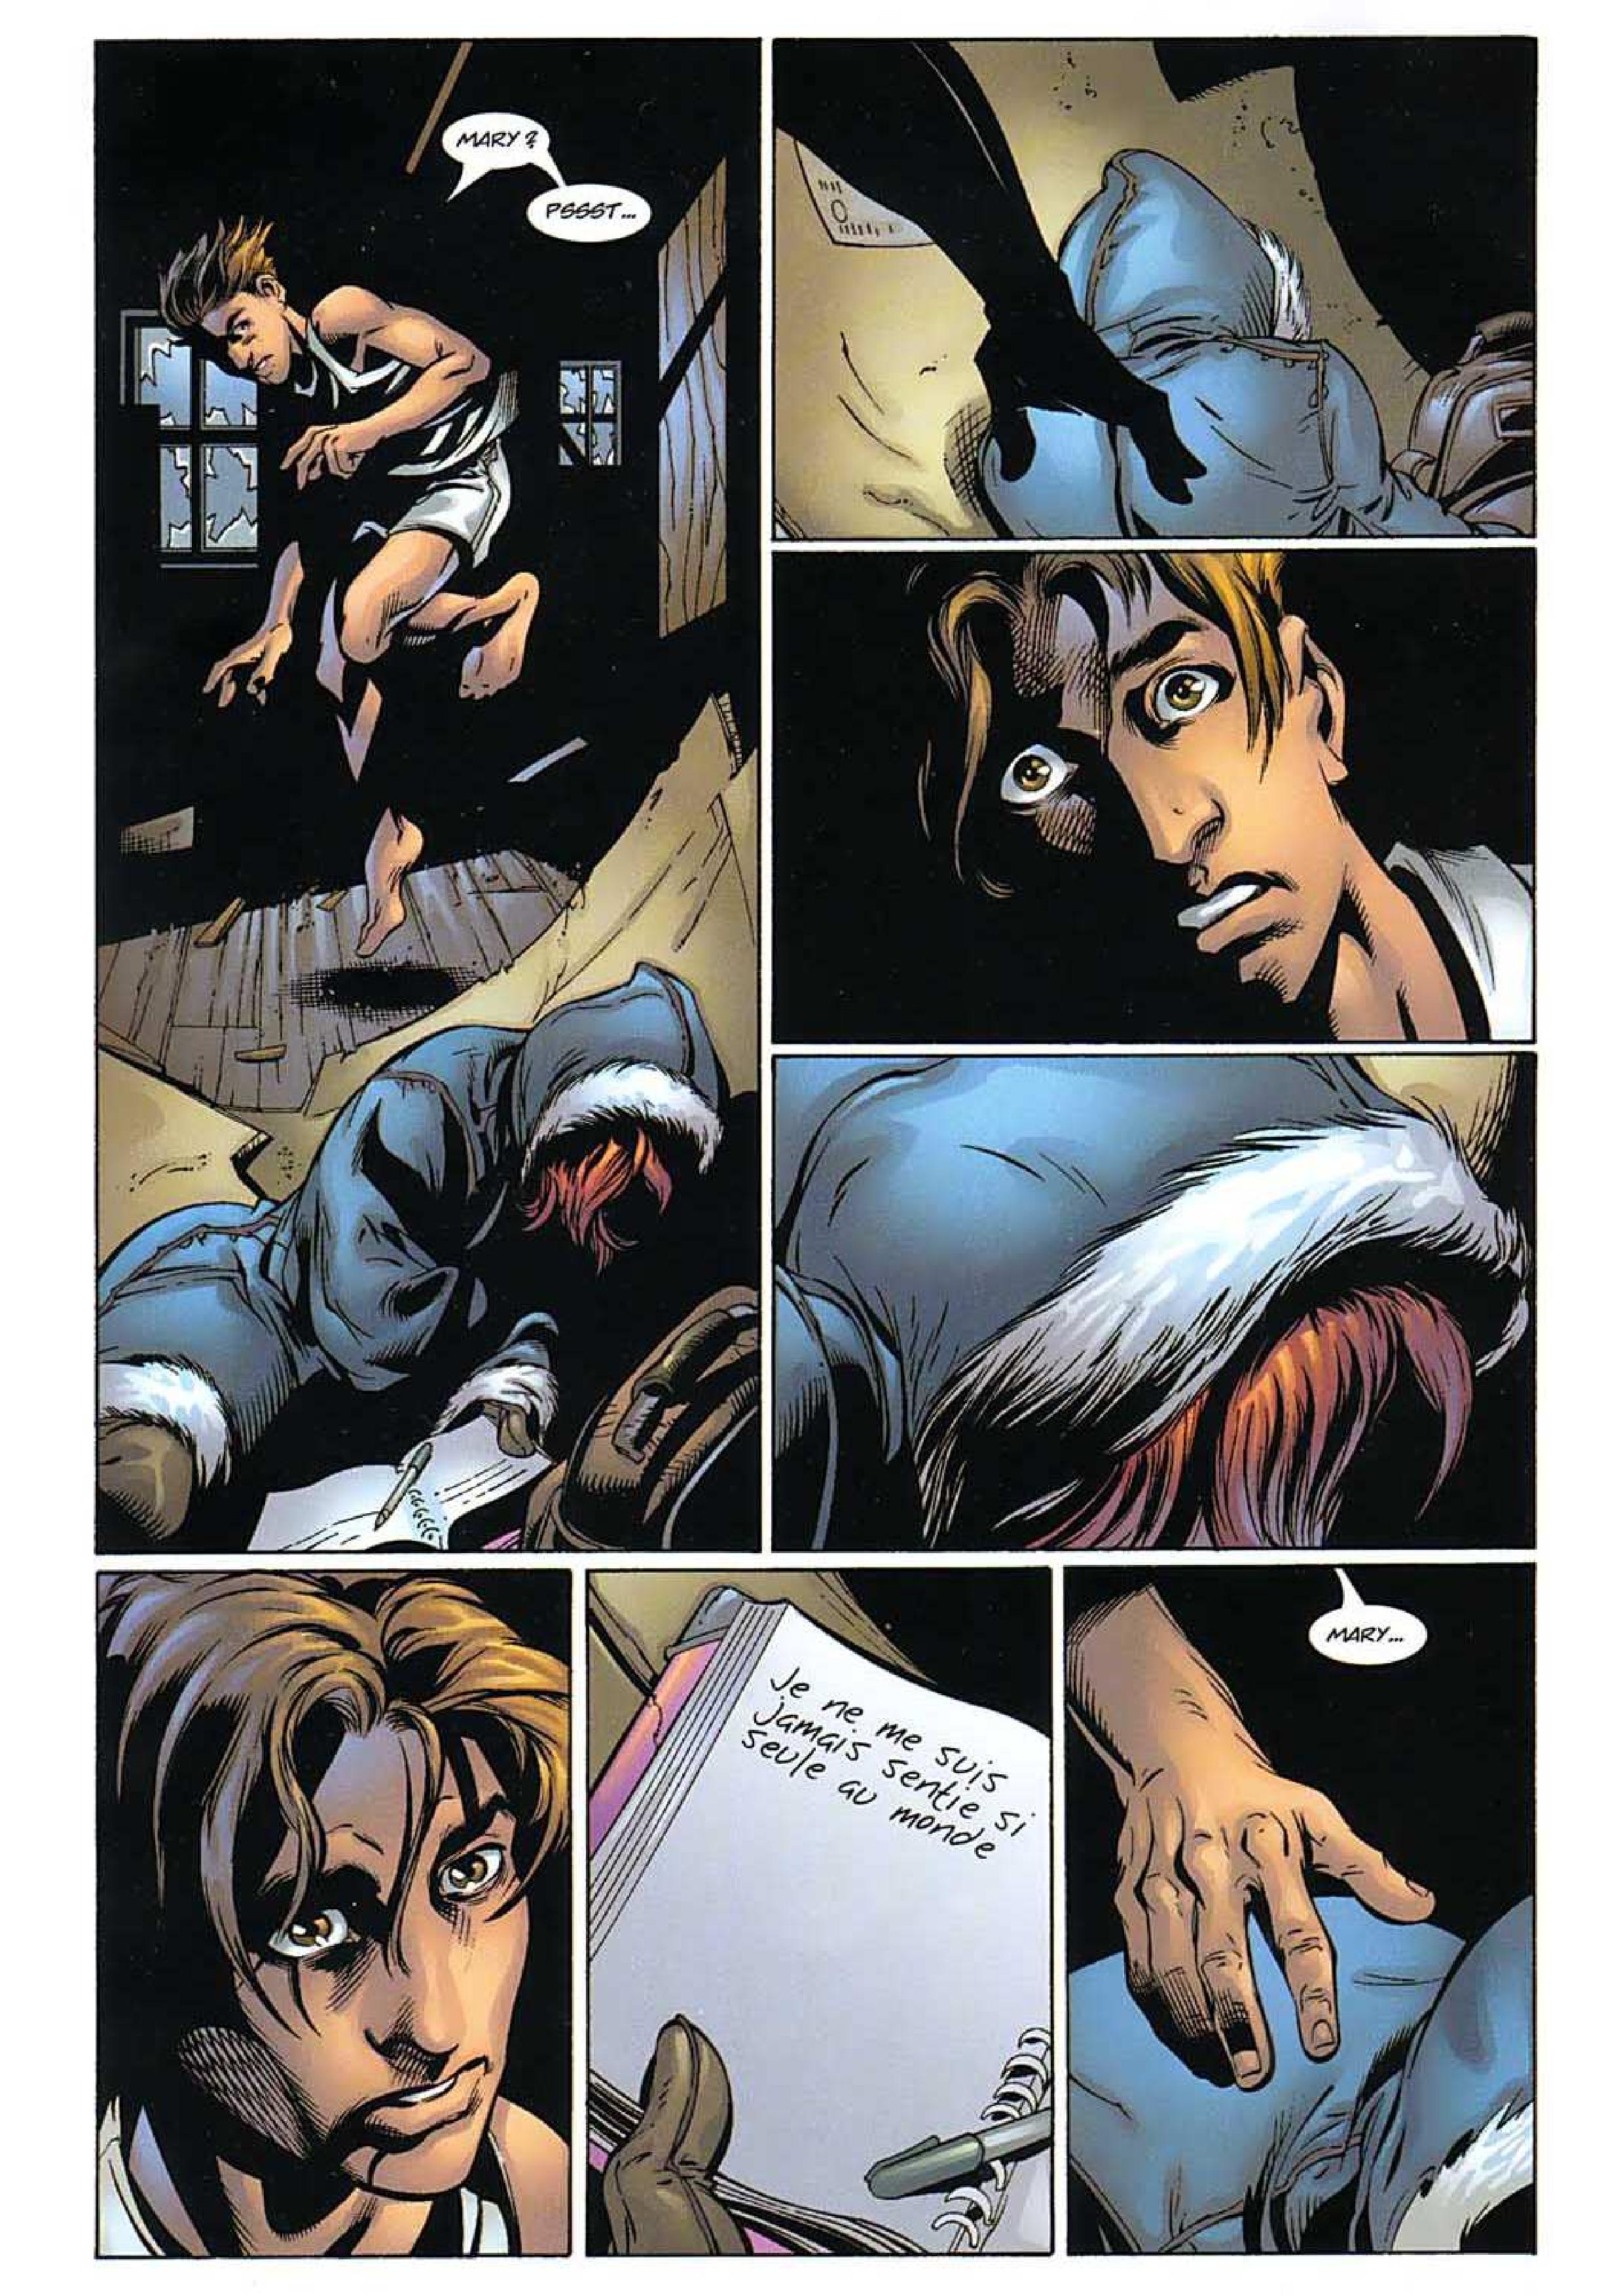 MARY ?
PSSST...
Je ne me suis
jamais sentie si
seule au monde
MARY...